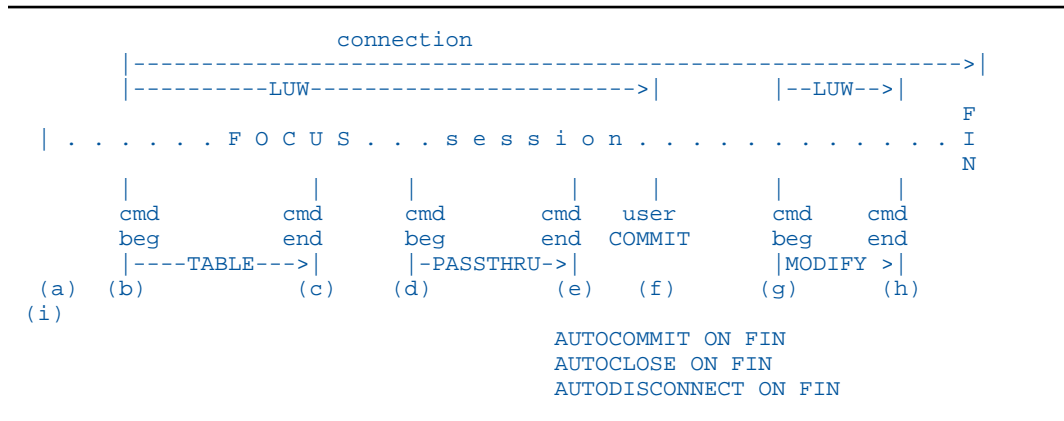 connection
|------------------------------------------------------------->|
|----------LUW------------------------>| |--LUW-->|
F
| . . . . . . F O C U S . . . s e s s i o n . . . . . . . . . . . . I
N
| | | | | | |
cmd cmd cmd cmd user cmd cmd
beg end beg end COMMIT beg end
|----TABLE--->| |-PASSTHRU->| |MODIFY >|
(a) (b) (c) (d) (e) (f) (g) (h)
(i)
AUTOCOMMIT ON FIN
AUTOCLOSE ON FIN
AUTODISCONNECT ON FIN